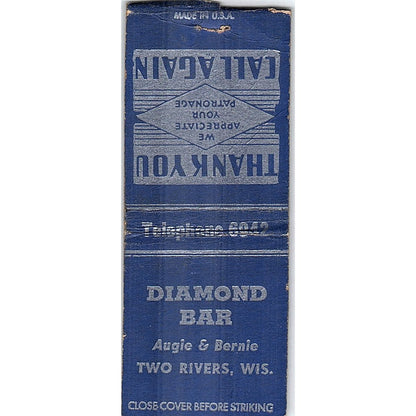 MADE IN U.S.A.
THANK YOU
WE
APPRECIATE
YOUR
PATRONAGE
CALL AGAIN
Telephone 6942
DIAMOND
BAR
Augie & Bernie
TWO RIVERS, WIS.
CLOSE COVER BEFORE STRIKING